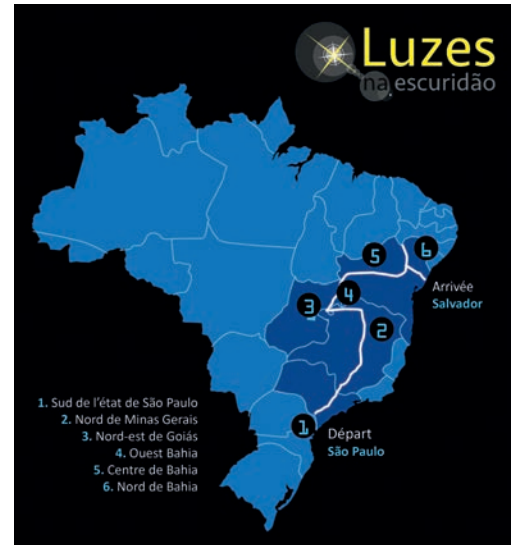 Luzes
na escuridão
5
6
Arrivée
Salvador
4
3
2
1
Départ
São Paulo
1. Sud de l'état de São Paulo
2. Nord de Minas Gerais
3. Nord-est de Goiás
4. Ouest Bahia
5. Centre de Bahia
6. Nord de Bahia